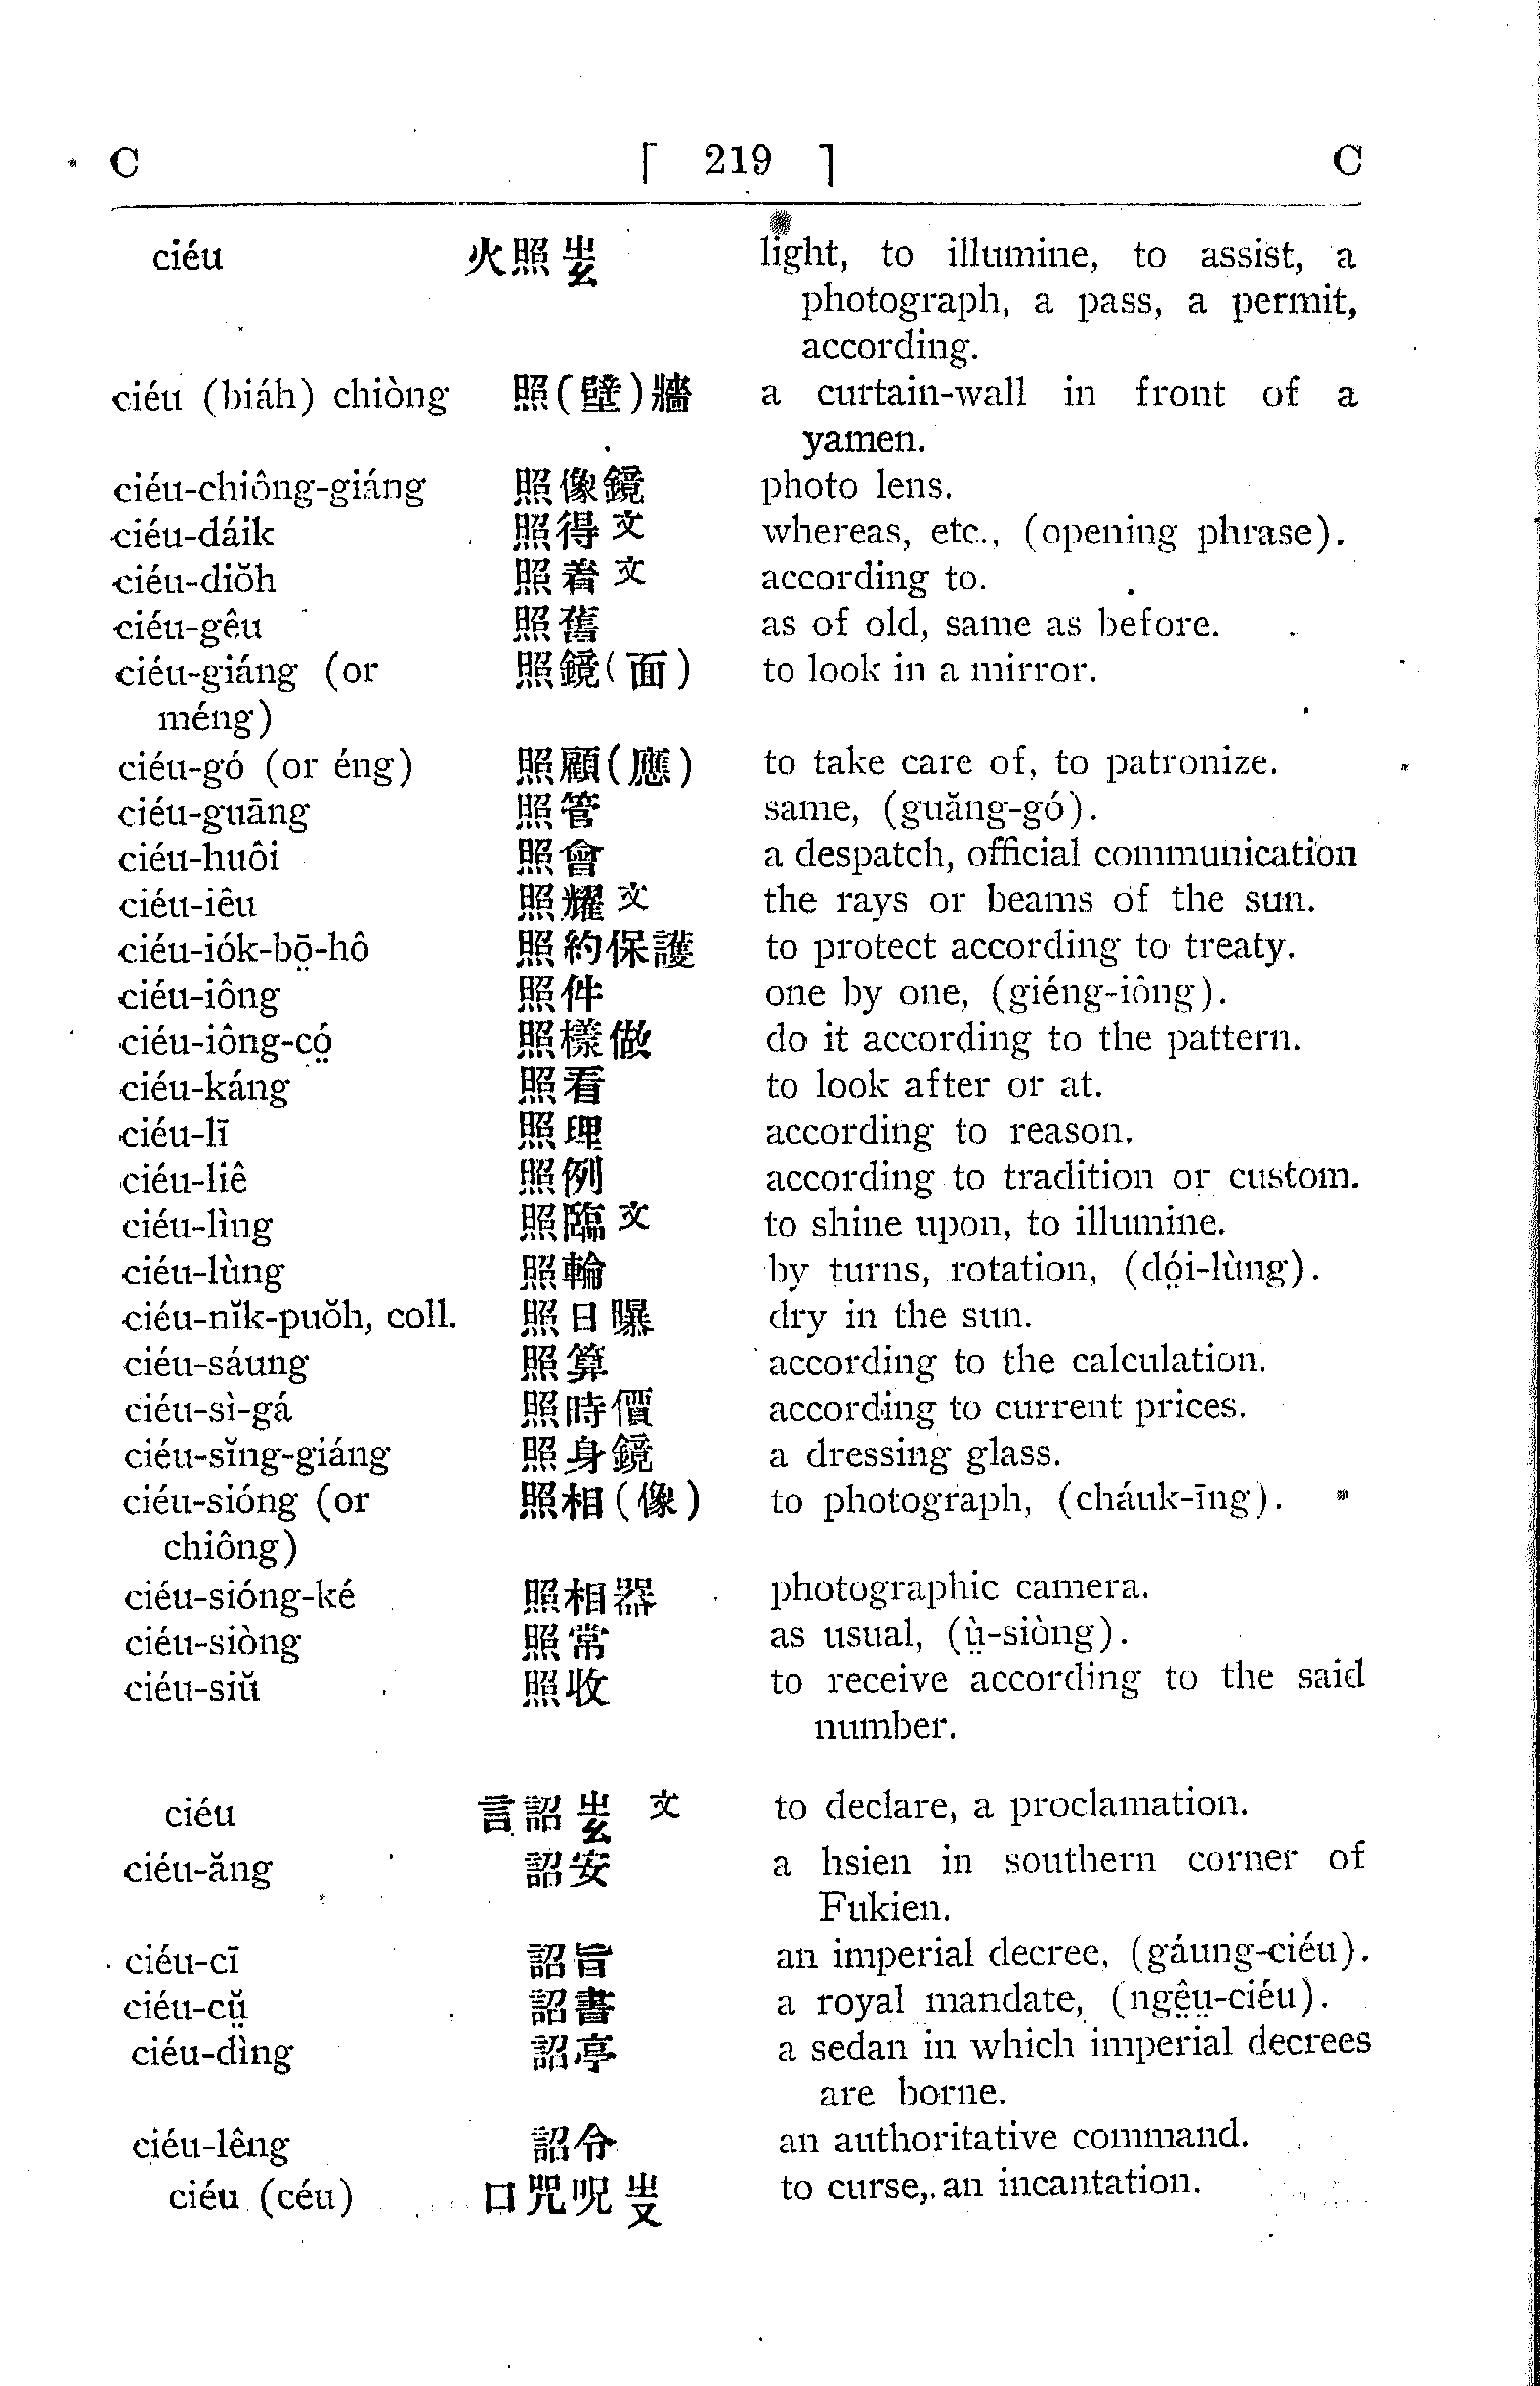 C [ 219 ] C
ciéu 火照ㄓㄠ light, to illumine, to assist, a
photograph, a pass, a permit,
according.
ciéu (biáh) chiòng 照(壁)牆 a curtain-wall in front of a
yamen.
ciéu-chiông-giáng 照像鏡 photo lens.
ciéu-dáik 照得文 whereas, etc., (opening phrase).
ciéu-diŏh 照着文 according to.
ciéu-gêu 照舊 as of old, same as before.
ciéu-giáng (or 照鏡(面) to look in a mirror.
méng)
ciéu-gó (or éng) 照顧(應) to take care of, to patronize.
ciéu-guāng 照管 same, (guăng-gó).
ciéu-huôi 照會 a despatch, official communication
ciéu-iêu 照耀文 the rays or beams of the sun.
ciéu-iók-bō̤-hô 照約保護 to protect according to treaty.
ciéu-iông 照件 one by one, (giéng-iông).
ciéu-iông-có̤ 照樣做 do it according to the pattern.
ciéu-káng 照看 to look after or at.
ciéu-lī 照理 according to reason.
ciéu-liê 照例 according to tradition or custom.
ciéu-lìng 照臨文 to shine upon, to illumine.
ciéu-lùng 照輪 by turns, rotation, (dó̤i-lùng).
ciéu-nĭk-puŏh, coll. 照日曝 dry in the sun.
ciéu-sáung 照算 according to the calculation.
ciéu-sì-gá 照時價 according to current prices.
ciéu-sĭng-giáng 照身鏡 a dressing glass.
ciéu-sióng (or 照相(像) to photograph, (cháuk-īng).
chiông)
ciéu-sióng-ké 照相器 photographic camera.
ciéu-siòng 照常 as usual, (ṳ̀-siòng).
ciéu-siŭ 照收 to receive according to the said
number.
ciéu 言詔ㄓㄠ 文 to declare, a proclamation.
ciéu-ăng 詔安 a hsien in southern corner of
Fukien.
ciéu-cī 詔旨 an imperial decree, (gáung-ciéu).
ciéu-cṳ̆ 詔書 a royal mandate, (ngê̤ṳ-ciéu).
ciéu-dìng 詔亭 a sedan in which imperial decrees
are borne.
ciéu-lêng 詔令 an authoritative command.
ciéu (céu) 口咒呪ㄓㄡ to curse, an incantation.